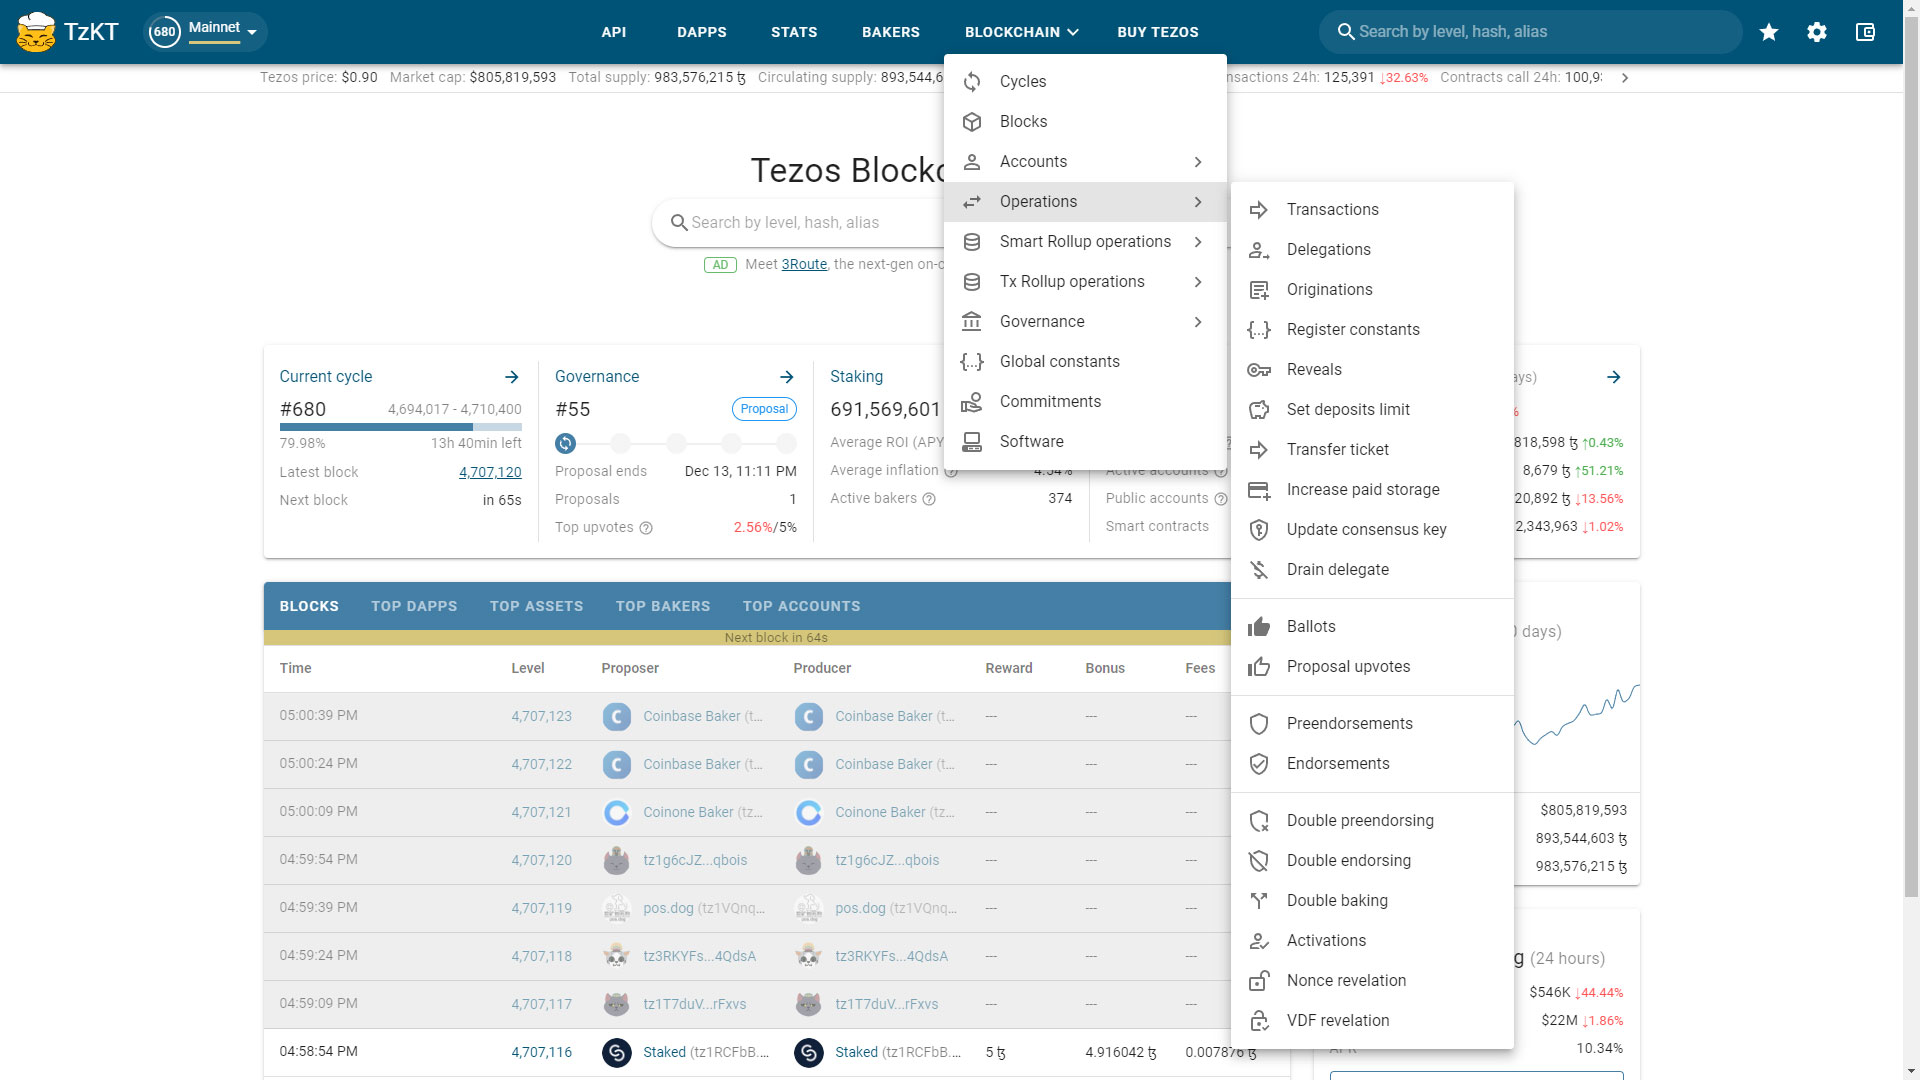 TzKT
680
Mainnet
API
DAPPS
STATS
BAKERS
BLOCKCHAIN
BUY TEZOS
Search by level, hash, alias
Tezos price: $0.90 Market cap: $805,819,593 Total supply: 983,576,215 ꜩ Circulating supply: 893,544,6
nsactions 24h: 125,391 ↓32.63% Contracts call 24h: 100,9
Tezos Blockc
Search by level, hash, alias
AD Meet 3Route, the next-gen on-c
Cycles
Blocks
Accounts
Operations
Smart Rollup operations
Tx Rollup operations
Governance
Global constants
Commitments
Software
Transactions
Delegations
Originations
Register constants
Reveals
Set deposits limit
Transfer ticket
Increase paid storage
Update consensus key
Drain delegate
Ballots
Proposal upvotes
Preendorsements
Endorsements
Double preendorsing
Double endorsing
Double baking
Activations
Nonce revelation
VDF revelation
Current cycle
#680 4,694,017 - 4,710,400
79.98% 13h 40min left
Latest block 4,707,120
Next block in 65s
Governance
#55 Proposal
Proposal ends Dec 13, 11:11 PM
Proposals 1
Top upvotes 2.56%/5%
Staking
691,569,601
Average ROI (APY
Average inflation 4.54%
Active bakers 374
Active accounts
Public accounts
Smart contracts
ays)
%
818,598 ꜩ ↑0.43%
8,679 ꜩ ↑51.21%
20,892 ꜩ ↓13.56%
2,343,963 ↓1.02%
BLOCKS TOP DAPPS TOP ASSETS TOP BAKERS TOP ACCOUNTS
Next block in 64s
Time Level Proposer Producer Reward Bonus Fees
05:00:39 PM 4,707,123 Coinbase Baker (t... Coinbase Baker (t... --- --- ---
05:00:24 PM 4,707,122 Coinbase Baker (t... Coinbase Baker (t... --- --- ---
05:00:09 PM 4,707,121 Coinone Baker (tz... Coinone Baker (tz... --- --- ---
04:59:54 PM 4,707,120 tz1g6cJZ...qbois tz1g6cJZ...qbois --- --- ---
04:59:39 PM 4,707,119 pos.dog (tz1VQnq... pos.dog (tz1VQnq... --- --- ---
04:59:24 PM 4,707,118 tz3RKYFs...4QdsA tz3RKYFs...4QdsA --- --- ---
04:59:09 PM 4,707,117 tz1T7duV...rFxvs tz1T7duV...rFxvs --- --- ---
04:58:54 PM 4,707,116 Staked (tz1RCFbB.... Staked (tz1RCFbB.... 5 ꜩ 4.916042 ꜩ 0.007876 ꜩ
0 days)
$805,819,593
893,544,603 ꜩ
983,576,215 ꜩ
g (24 hours)
$546K ↓44.44%
$22M ↓1.86%
10.34%